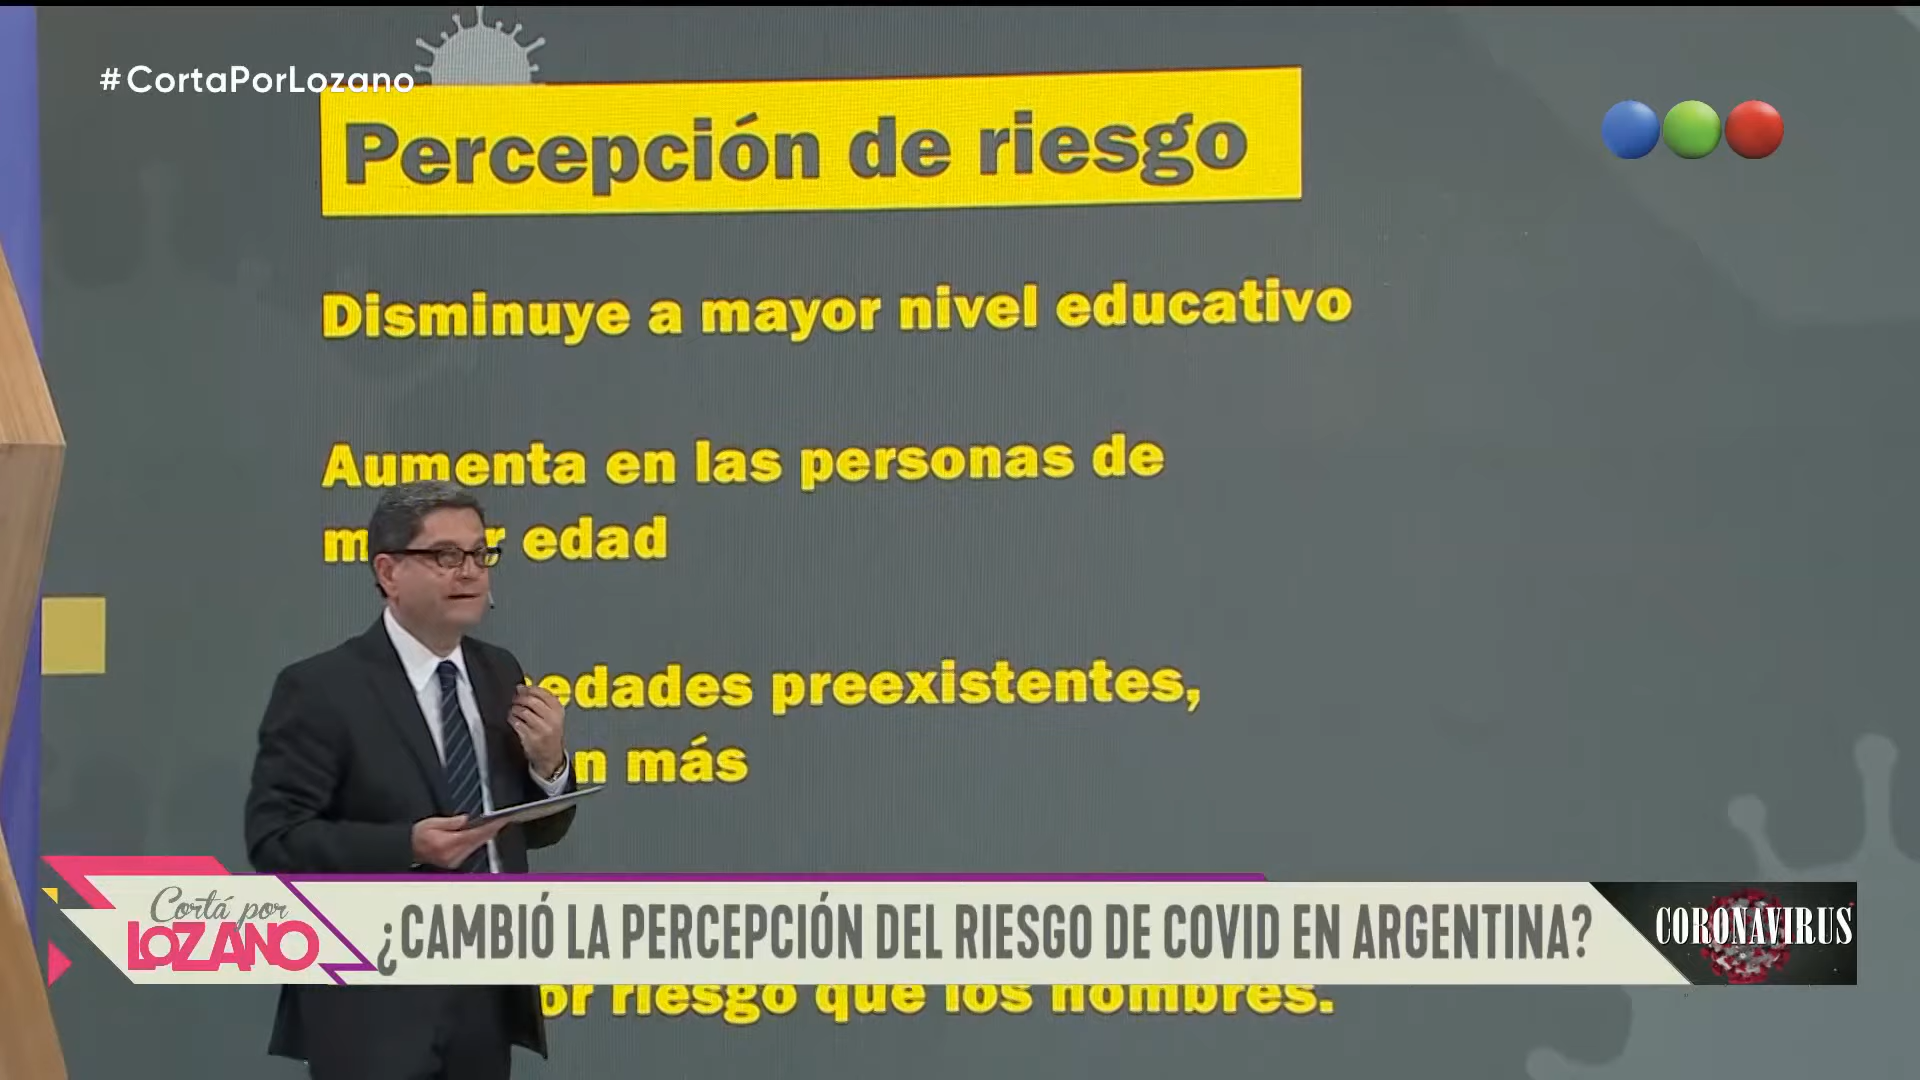 #CortaPorLozano
Percepción de riesgo
Disminuye a mayor nivel educativo
Aumenta en las personas de
edad
preexistentes,
más
Cortá por
LOZANO
¿CAMBIÓ LA PERCEPCIÓN DEL RIESGO DE COVID EN ARGENTINA?
CORONAVIRUS
riesgo que los hombres.